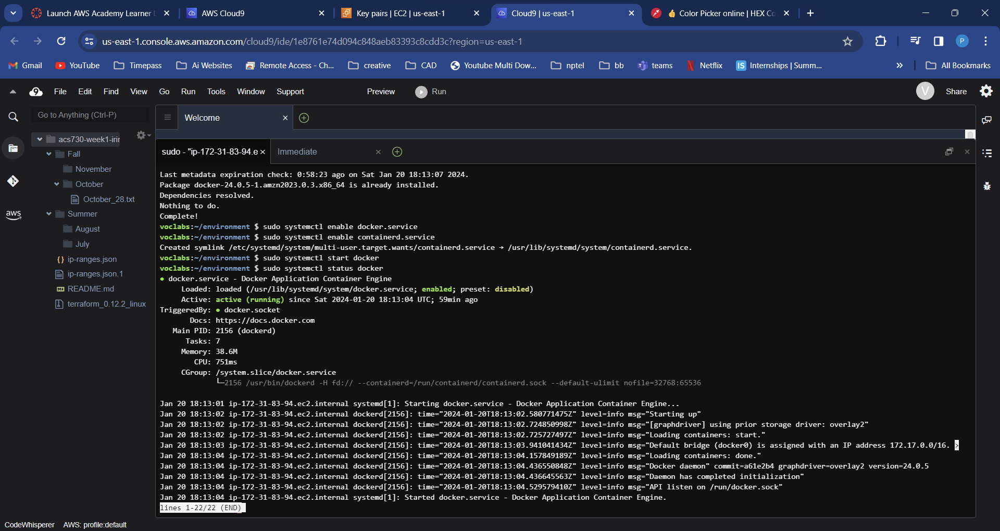 Launch AWS Academy Learner
AWS Cloud9
Key pairs | EC2 | us-east-1
Cloud9 | us-east-1
Color Picker online | HEX Co
us-east-1.console.aws.amazon.com/cloud9/ide/1e8761e74d094c848aeb83393c8cdd3c?region=us-east-1
P
Gmail
YouTube
Timepass
Ai Websites
Remote Access - Ch...
creative
CAD
Youtube Multi Dow...
nptel
bb
teams
Netflix
IS
Internships | Summ...
All Bookmarks
9
File
Edit
Find
View
Go
Run
Tools
Window
Support
Preview
Run
V
Share
Go to Anything (Ctrl-P)
Welcome
acs730-week1-irir
Fall
November
October
October_28.txt
Summer
August
July
ip-ranges.json
ip-ranges.json.1
README.md
terraform_0.12.2_linux
aws
sudo - "ip-172-31-83-94.e
Immediate
Last metadata expiration check: 0:58:23 ago on Sat Jan 20 18:13:07 2024.
Package docker-24.0.5-1.amzn2023.0.3.x86_64 is already installed.
Dependencies resolved.
Nothing to do.
Complete!
voclabs:~/environment $ sudo systemctl enable docker.service
voclabs:~/environment $ sudo systemctl enable containerd.service
Created symlink /etc/systemd/system/multi-user.target.wants/containerd.service → /usr/lib/systemd/system/containerd.service.
voclabs:~/environment $ sudo systemctl start docker
voclabs:~/environment $ sudo systemctl status docker
● docker.service - Docker Application Container Engine
Loaded: loaded (/usr/lib/systemd/system/docker.service; enabled; preset: disabled)
Active: active (running) since Sat 2024-01-20 18:13:04 UTC; 59min ago
TriggeredBy: ● docker.socket
Docs: https://docs.docker.com
Main PID: 2156 (dockerd)
Tasks: 7
Memory: 38.6M
CPU: 751ms
CGroup: /system.slice/docker.service
└─2156 /usr/bin/dockerd -H fd:// --containerd=/run/containerd/containerd.sock --default-ulimit nofile=32768:65536
Jan 20 18:13:01 ip-172-31-83-94.ec2.internal systemd[1]: Starting docker.service - Docker Application Container Engine...
Jan 20 18:13:02 ip-172-31-83-94.ec2.internal dockerd[2156]: time="2024-01-20T18:13:02.580771475Z" level=info msg="Starting up"
Jan 20 18:13:02 ip-172-31-83-94.ec2.internal dockerd[2156]: time="2024-01-20T18:13:02.724850998Z" level=info msg="[graphdriver] using prior storage driver: overlay2"
Jan 20 18:13:02 ip-172-31-83-94.ec2.internal dockerd[2156]: time="2024-01-20T18:13:02.725727497Z" level=info msg="Loading containers: start."
Jan 20 18:13:03 ip-172-31-83-94.ec2.internal dockerd[2156]: time="2024-01-20T18:13:03.941041434Z" level=info msg="Default bridge (docker0) is assigned with an IP address 172.17.0.0/16. >
Jan 20 18:13:04 ip-172-31-83-94.ec2.internal dockerd[2156]: time="2024-01-20T18:13:04.157849189Z" level=info msg="Loading containers: done."
Jan 20 18:13:04 ip-172-31-83-94.ec2.internal dockerd[2156]: time="2024-01-20T18:13:04.436550848Z" level=info msg="Docker daemon" commit=a61e2b4 graphdriver=overlay2 version=24.0.5
Jan 20 18:13:04 ip-172-31-83-94.ec2.internal dockerd[2156]: time="2024-01-20T18:13:04.436645563Z" level=info msg="Daemon has completed initialization"
Jan 20 18:13:04 ip-172-31-83-94.ec2.internal dockerd[2156]: time="2024-01-20T18:13:04.529579410Z" level=info msg="API listen on /run/docker.sock"
Jan 20 18:13:04 ip-172-31-83-94.ec2.internal systemd[1]: Started docker.service - Docker Application Container Engine.
lines 1-22/22 (END)
CodeWhisperer
AWS: profile:default